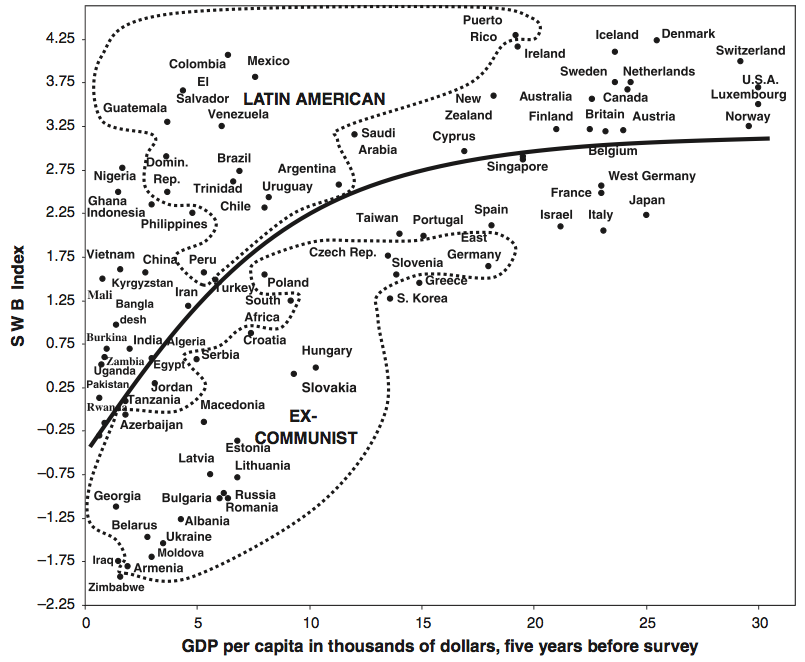 4.25
3.75
3.25
2.75
2.25
1.75
1.25
0.75
0.25
−0.25
−0.75
−1.25
−1.75
−2.25
SWB Index
Puerto
Rico
Ireland
Iceland
Denmark
Switzerland
Colombia
Mexico
Sweden
Netherlands
U.S.A.
El
Salvador
LATIN AMERICAN
New
Zealand
Australia
Canada
Luxembourg
Guatemala
Venezuela
Saudi
Arabia
Finland
Britain
Austria
Norway
Cyprus
Belgium
Singapore
Domin.
Rep.
Brazil
Argentina
Nigeria
Trinidad
Uruguay
West Germany
France
Ghana
Indonesia
Chile
Japan
Philippines
Taiwan
Portugal
Spain
Israel
Italy
East
Germany
Vietnam
China
Peru
Czech Rep.
Slovenia
Greece
Kyrgyzstan
Turkey
Poland
Mali
Iran
South
Africa
S. Korea
Bangla
desh
Croatia
Burkina
India
Algeria
Serbia
Hungary
Zambia
Egypt
Uganda
Slovakia
Pakistan
Jordan
Rwanda
Tanzania
Macedonia
Azerbaijan
EX-
COMMUNIST
Estonia
Latvia
Lithuania
Georgia
Bulgaria
Russia
Romania
Belarus
Albania
Ukraine
Moldova
Iraq
Armenia
Zimbabwe
0 5 10 15 20 25 30
GDP per capita in thousands of dollars, five years before survey